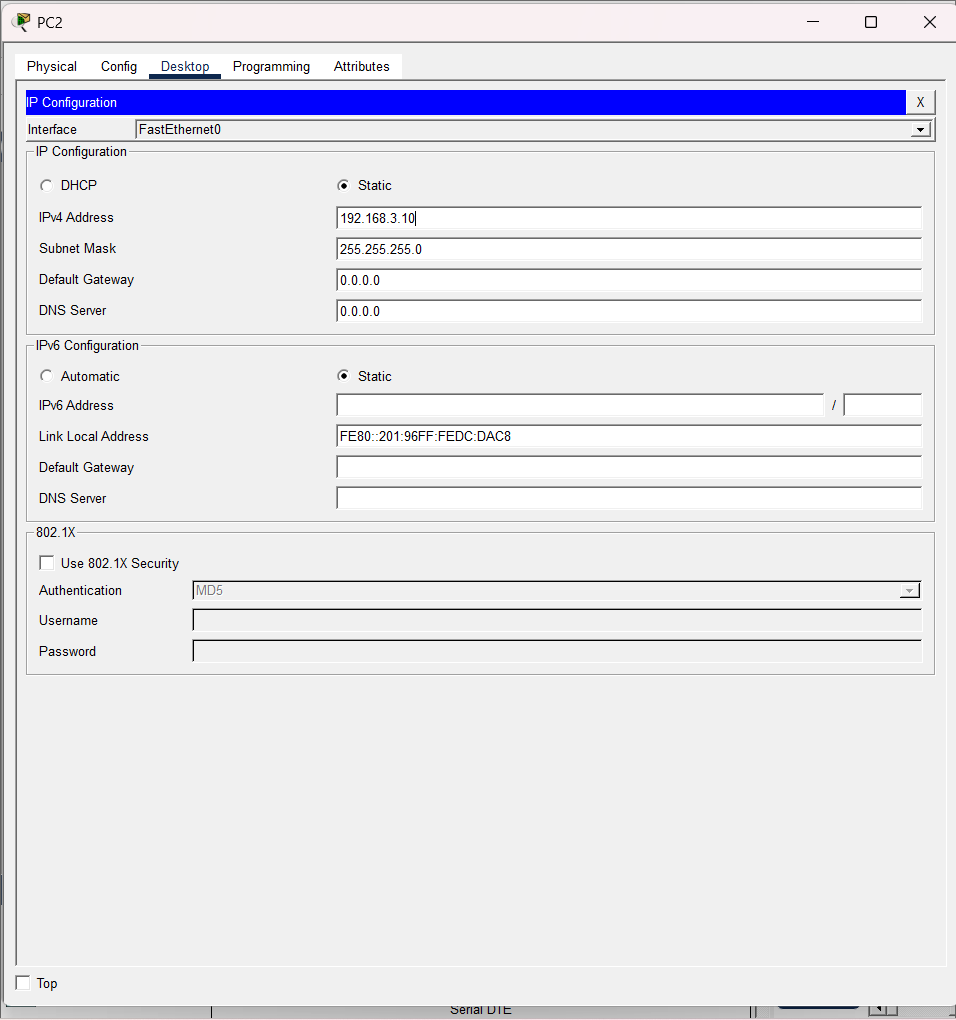 PC2
Physical Config Desktop Programming Attributes
IP Configuration X
Interface FastEthernet0
IP Configuration
DHCP Static
IPv4 Address 192.168.3.10
Subnet Mask 255.255.255.0
Default Gateway 0.0.0.0
DNS Server 0.0.0.0
IPv6 Configuration
Automatic Static
IPv6 Address /
Link Local Address FE80::201:96FF:FEDC:DAC8
Default Gateway
DNS Server
802.1X
Use 802.1X Security
Authentication MD5
Username
Password
Top
Serial DTE